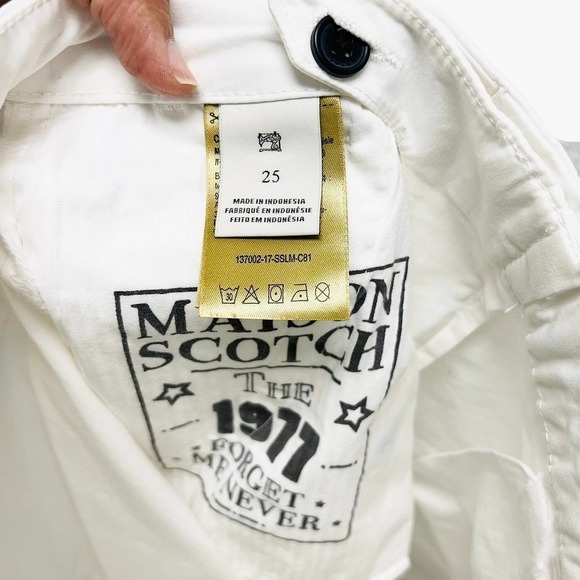 25
MADE IN INDONESIA
FABRIQUÉ EN INDONÉSIE
FEITO EM INDONÉSIA
137002-17-SSLM-C81
30
MAISON
SCOTCH
THE
1977
FORGET
ME NEVER